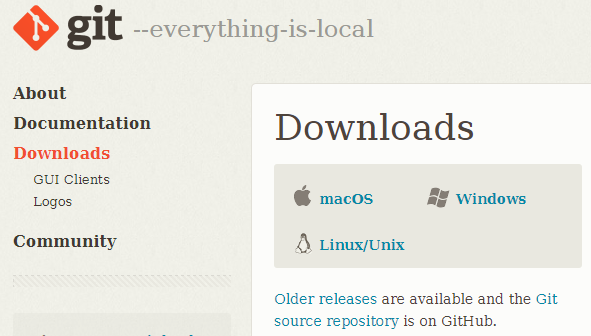 git --everything-is-local
About
Documentation
Downloads
GUI Clients
Logos
Community
Downloads
macOS
Windows
Linux/Unix
Older releases are available and the Git
source repository is on GitHub.